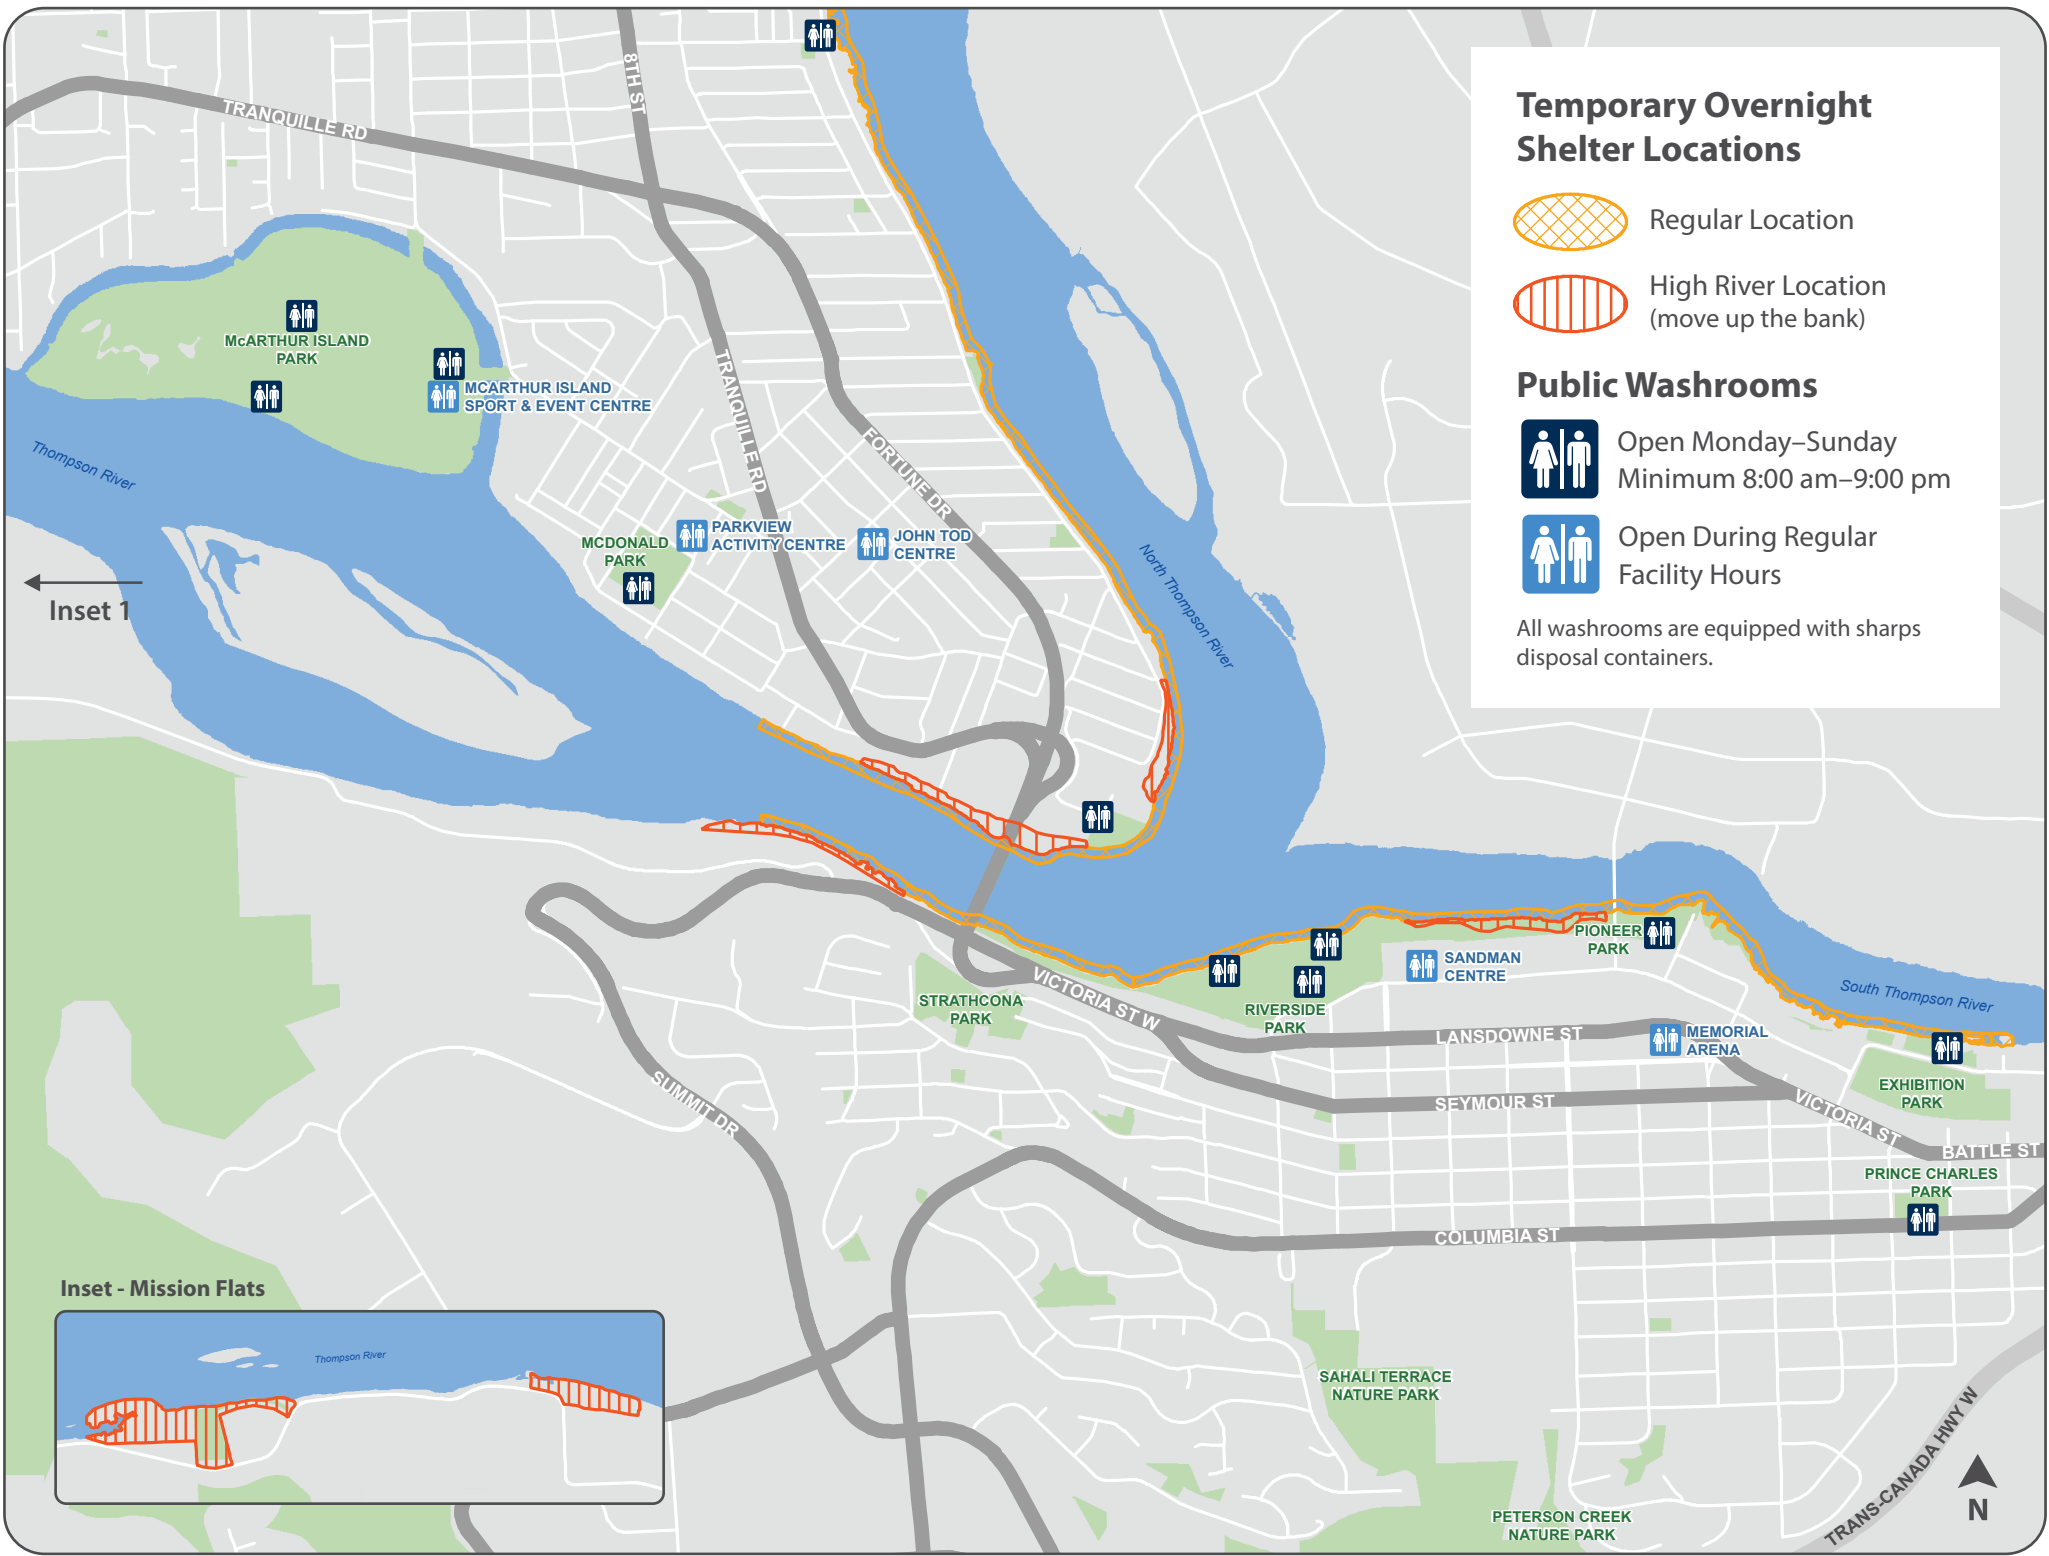 TRANQUILLE RD
8TH ST
Temporary Overnight
Shelter Locations
Regular Location
High River Location
(move up the bank)
Public Washrooms
Open Monday–Sunday
Minimum 8:00 am–9:00 pm
Open During Regular
Facility Hours
All washrooms are equipped with sharps
disposal containers.
McARTHUR ISLAND
PARK
MCARTHUR ISLAND
SPORT & EVENT CENTRE
Thompson River
TRANQUILLE RD
FORTUNE DR
PARKVIEW
ACTIVITY CENTRE
JOHN TOD
CENTRE
MCDONALD
PARK
North Thompson River
Inset 1
PIONEER
PARK
SANDMAN
CENTRE
STRATHCONA
PARK
VICTORIA ST W
RIVERSIDE
PARK
South Thompson River
LANSDOWNE ST
MEMORIAL
ARENA
EXHIBITION
PARK
SUMMIT DR
SEYMOUR ST
VICTORIA ST
BATTLE ST
PRINCE CHARLES
PARK
COLUMBIA ST
Inset - Mission Flats
Thompson River
SAHALI TERRACE
NATURE PARK
TRANS-CANADA HWY W
PETERSON CREEK
NATURE PARK
N